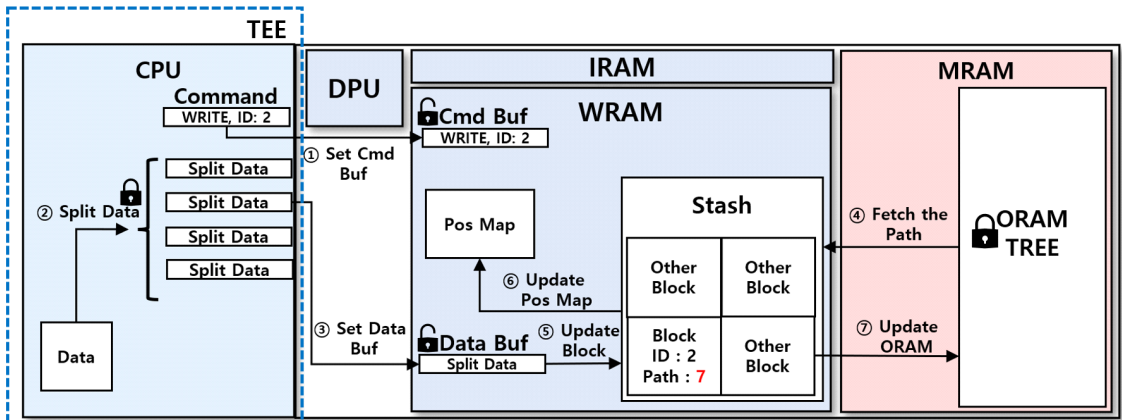 TEE
CPU
Command
WRITE, ID: 2
Split Data
Split Data
Split Data
Split Data
② Split Data
Data
DPU
① Set Cmd
Buf
③ Set Data
Buf
IRAM
WRAM
Cmd Buf
WRITE, ID: 2
Pos Map
⑥ Update
Pos Map
Data Buf
Split Data
⑤ Update
Block
Stash
Other
Block
Other
Block
Block
ID : 2
Path : 7
Other
Block
MRAM
④ Fetch the
Path
ORAM
TREE
⑦ Update
ORAM